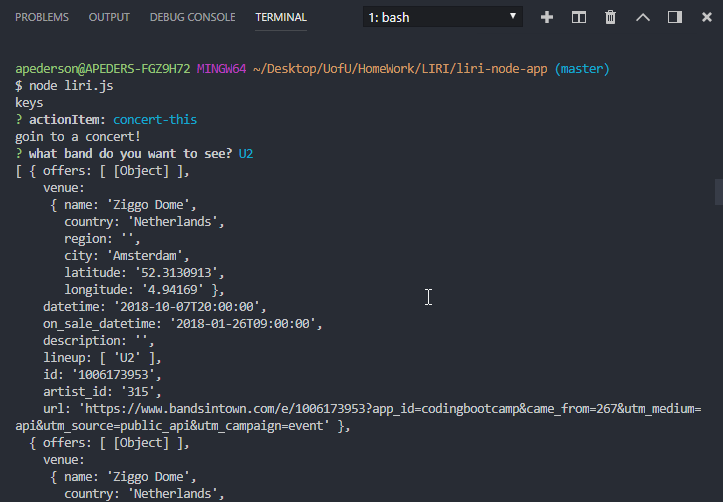 PROBLEMS OUTPUT DEBUG CONSOLE TERMINAL 1: bash
apederson@APEDERS-FGZ9H72 MINGW64 ~/Desktop/UofU/HomeWork/LIRI/liri-node-app (master)
$ node liri.js
keys
? actionItem: concert-this
goin to a concert!
? what band do you want to see? U2
[ { offers: [ [Object] ],
    venue:
     { name: 'Ziggo Dome',
       country: 'Netherlands',
       region: '',
       city: 'Amsterdam',
       latitude: '52.3130913',
       longitude: '4.94169' },
    datetime: '2018-10-07T20:00:00',
    on_sale_datetime: '2018-01-26T09:00:00',
    description: '',
    lineup: [ 'U2' ],
    id: '1006173953',
    artist_id: '315',
    url: 'https://www.bandsintown.com/e/1006173953?app_id=codingbootcamp&came_from=267&utm_medium=
api&utm_source=public_api&utm_campaign=event' },
  { offers: [ [Object] ],
    venue:
     { name: 'Ziggo Dome',
       country: 'Netherlands',